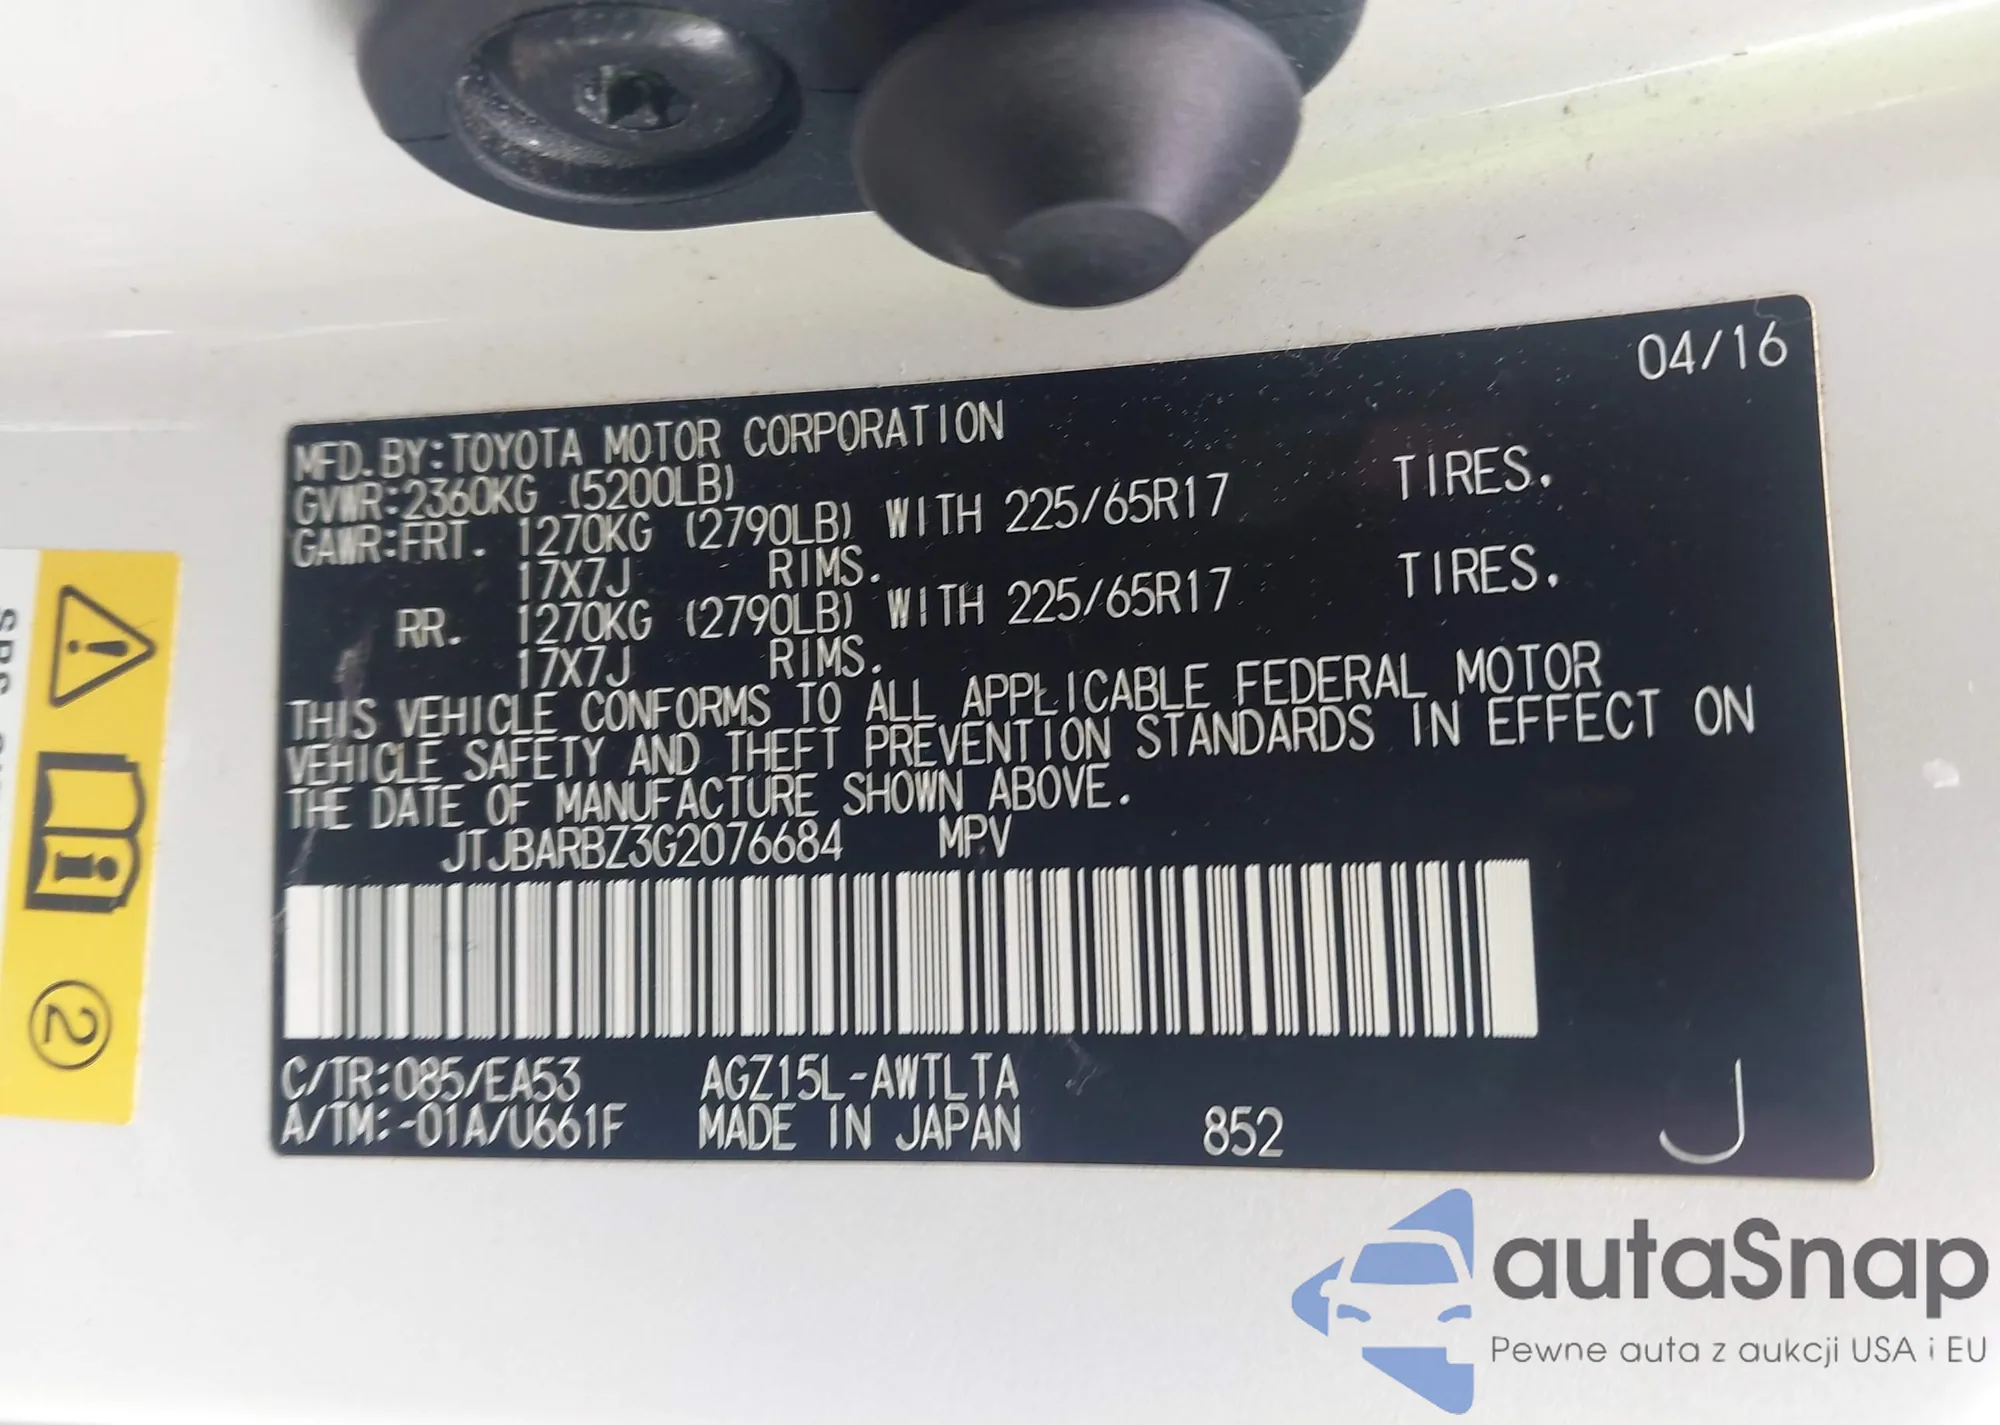 04/16
MFD.BY:TOYOTA MOTOR CORPORATION
GVWR:2360KG (5200LB)
GAWR:FRT. 1270KG (2790LB) WITH 225/65R17 TIRES.
17X7J RIMS.
RR. 1270KG (2790LB) WITH 225/65R17 TIRES.
17X7J RIMS.
THIS VEHICLE CONFORMS TO ALL APPLICABLE FEDERAL MOTOR
VEHICLE SAFETY AND THEFT PREVENTION STANDARDS IN EFFECT ON
THE DATE OF MANUFACTURE SHOWN ABOVE.
JTJBARBZ3G2076684 MPV
C/TR:085/EA53 AGZ15L-AWTLTA
A/TM:-01A/U661F MADE IN JAPAN 852 J
2
autaSnap
Pewne auta z aukcji USA i EU